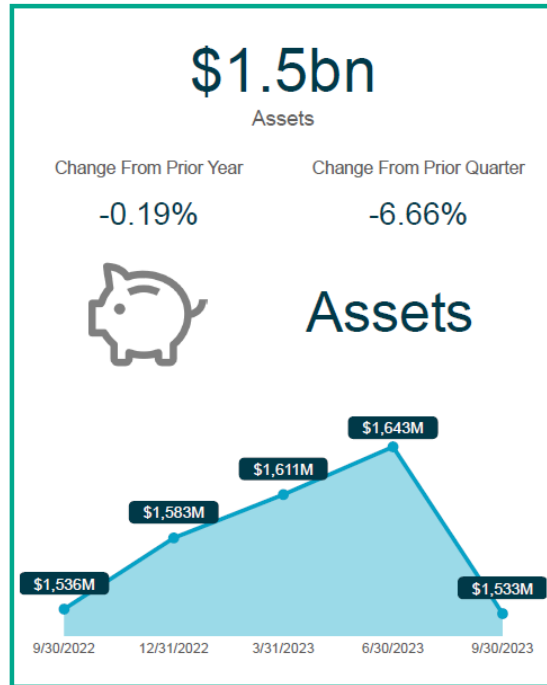 $1.5bn
Assets
Change From Prior Year
Change From Prior Quarter
-0.19%
-6.66%
Assets
$1,643M
$1,611M
$1,583M
$1,536M
$1,533M
9/30/2022
12/31/2022
3/31/2023
6/30/2023
9/30/2023